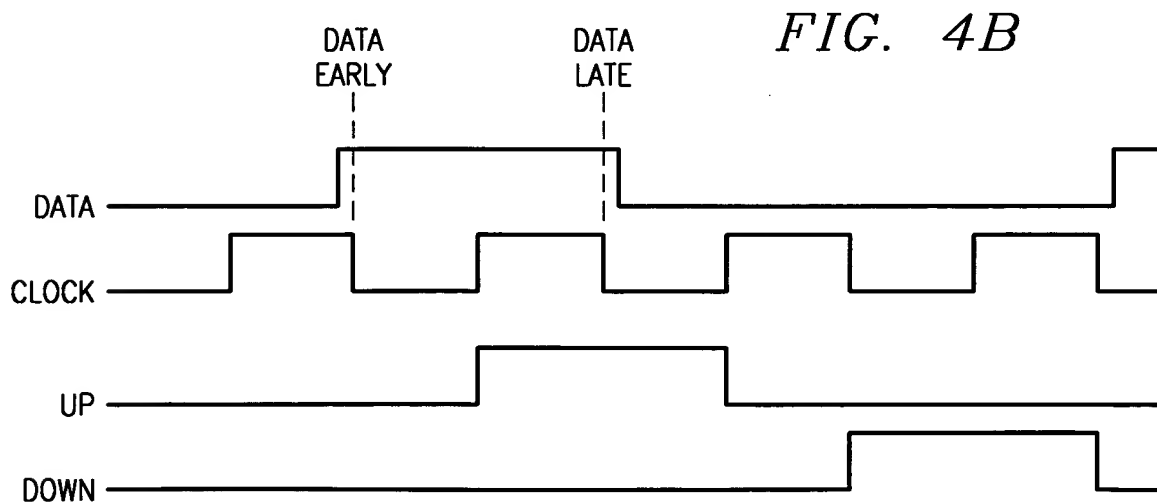 FIG. 4B
DATA
EARLY
DATA
LATE
DATA
CLOCK
UP
DOWN